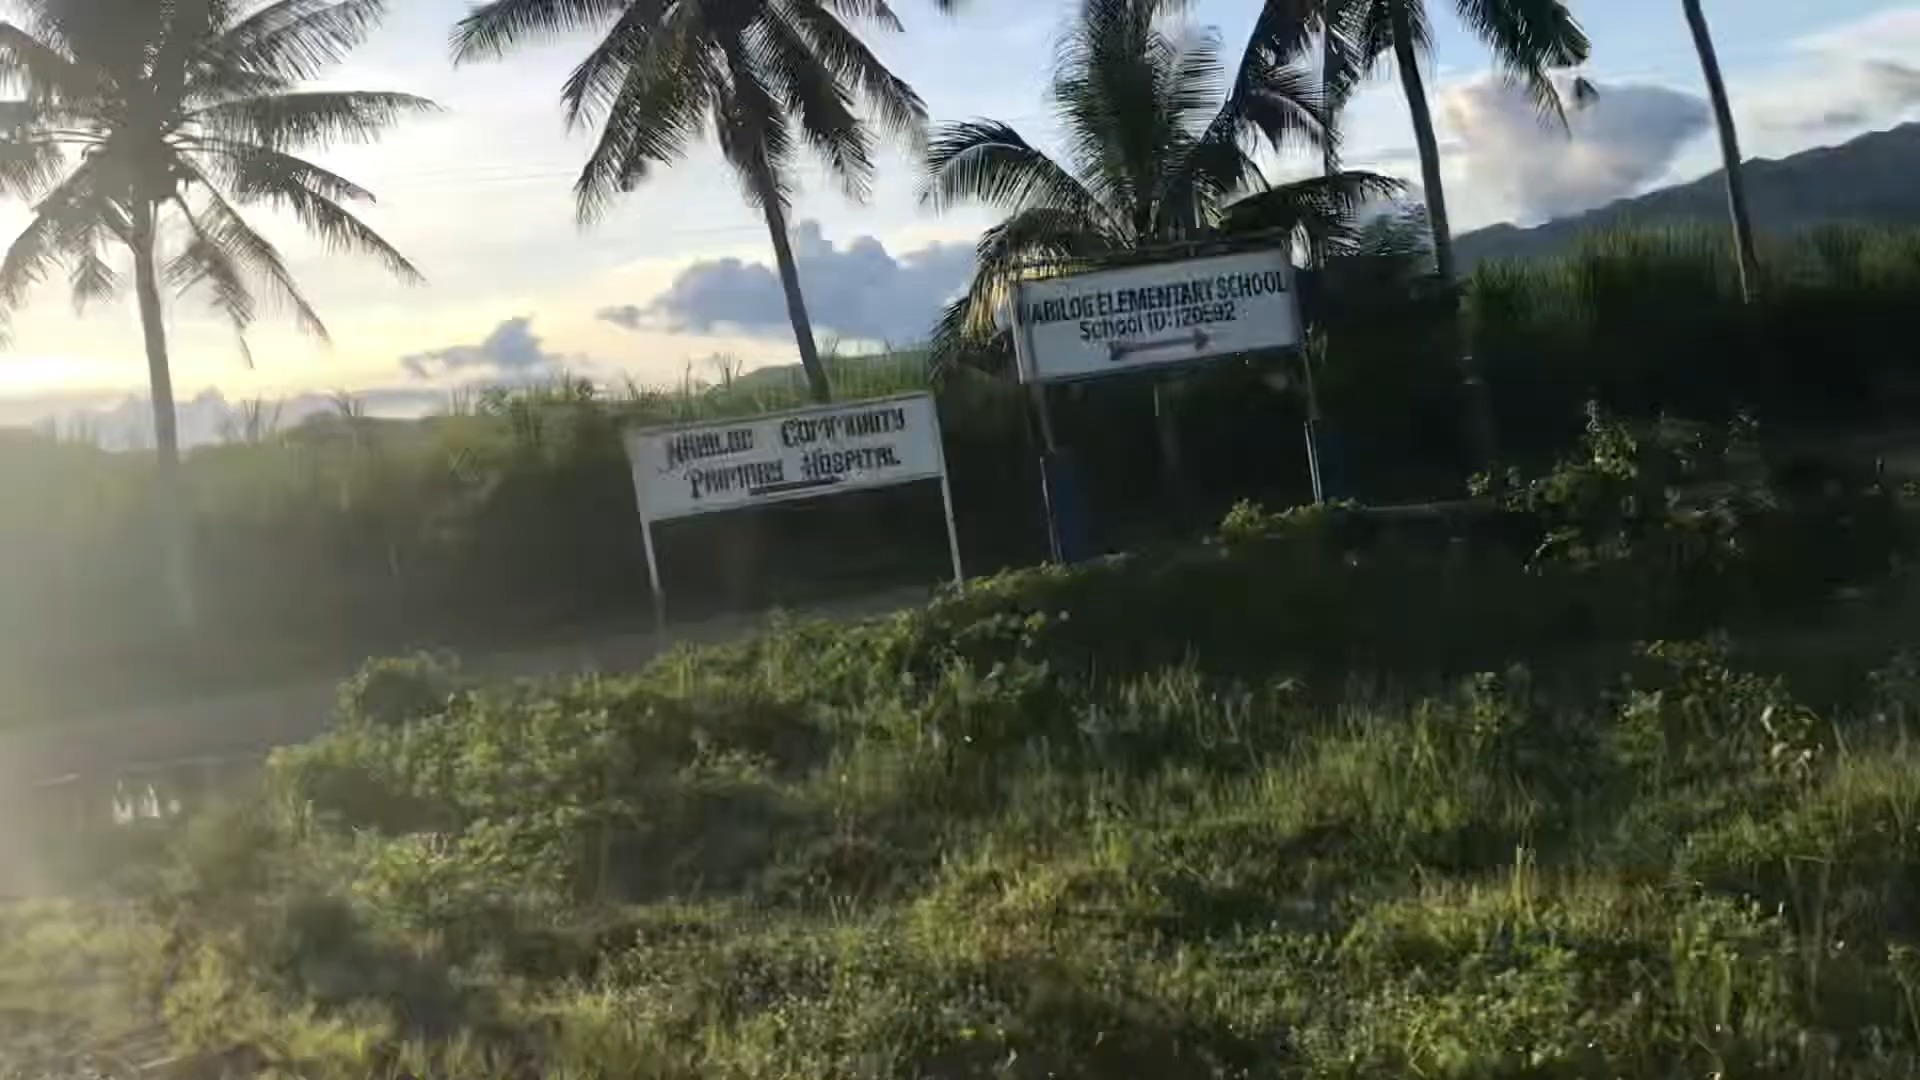 COMMUNITY
PRIMARY HOSPITAL
ELEMENTARY SCHOOL
School ID: 120592